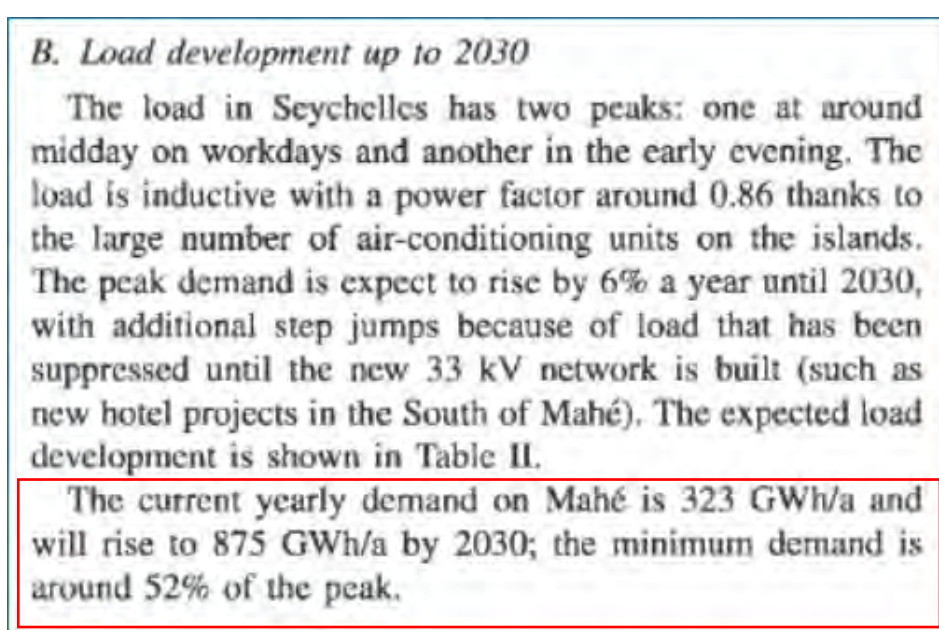 B. Load development up to 2030
The load in Seychelles has two peaks: one at around
midday on workdays and another in the early evening. The
load is inductive with a power factor around 0.86 thanks to
the large number of air-conditioning units on the islands.
The peak demand is expect to rise by 6% a year until 2030,
with additional step jumps because of load that has been
suppressed until the new 33 kV network is built (such as
new hotel projects in the South of Mahé). The expected load
development is shown in Table II.
The current yearly demand on Mahé is 323 GWh/a and
will rise to 875 GWh/a by 2030; the minimum demand is
around 52% of the peak.